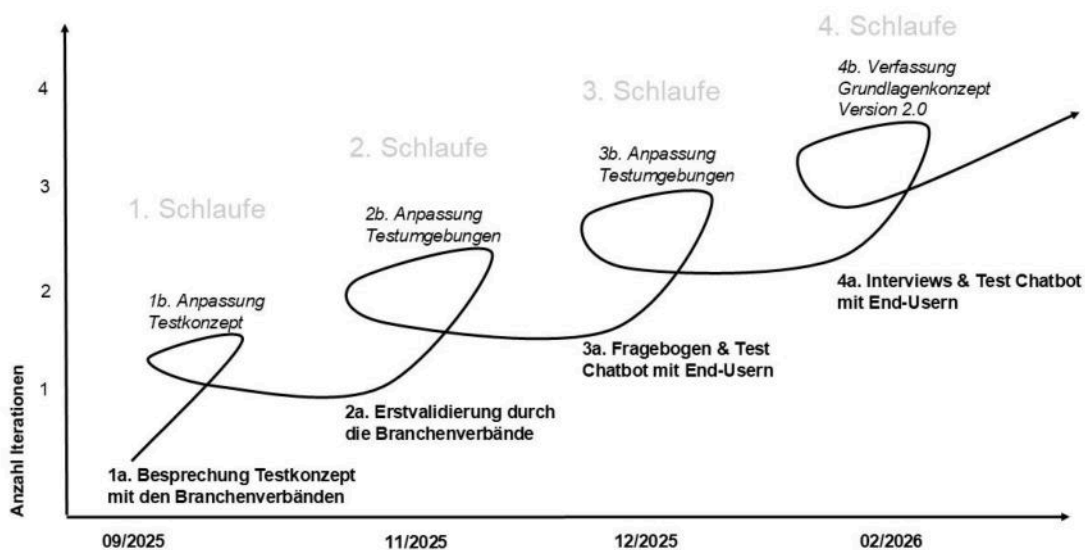 4. Schlaufe
4b. Verfassung
Grundlagenkonzept
Version 2.0
3. Schlaufe
3b. Anpassung
Testumgebungen
2. Schlaufe
2b. Anpassung
Testumgebungen
1. Schlaufe
1b. Anpassung
Testkonzept
4
3
2
1
Anzahl Iterationen
1a. Besprechung Testkonzept
mit den Branchenverbänden
2a. Erstvalidierung durch
die Branchenverbände
3a. Fragebogen & Test
Chatbot mit End-Usern
4a. Interviews & Test Chatbot
mit End-Usern
09/2025
11/2025
12/2025
02/2026